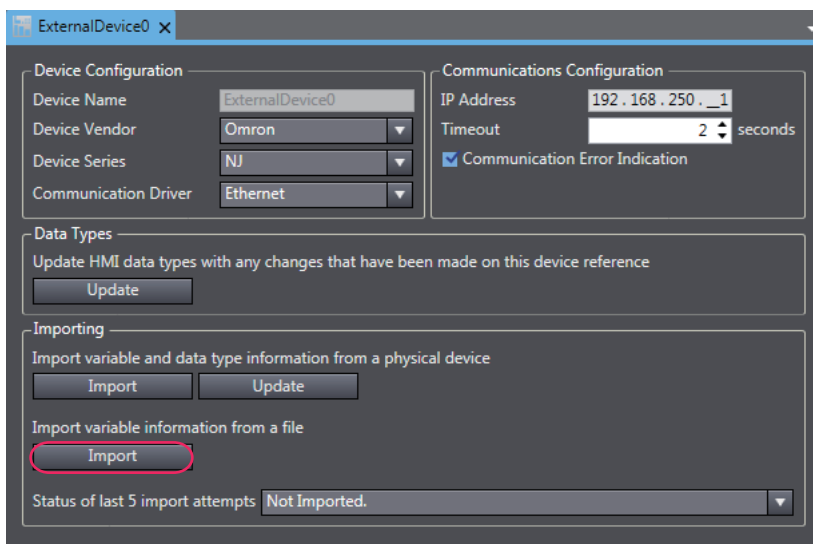 ExternalDevice0
Device Configuration
Device Name ExternalDevice0
Device Vendor Omron
Device Series NJ
Communication Driver Ethernet
Communications Configuration
IP Address 192 . 168 . 250 . __1
Timeout 2 seconds
Communication Error Indication
Data Types
Update HMI data types with any changes that have been made on this device reference
Update
Importing
Import variable and data type information from a physical device
Import Update
Import variable information from a file
Import
Status of last 5 import attempts Not Imported.